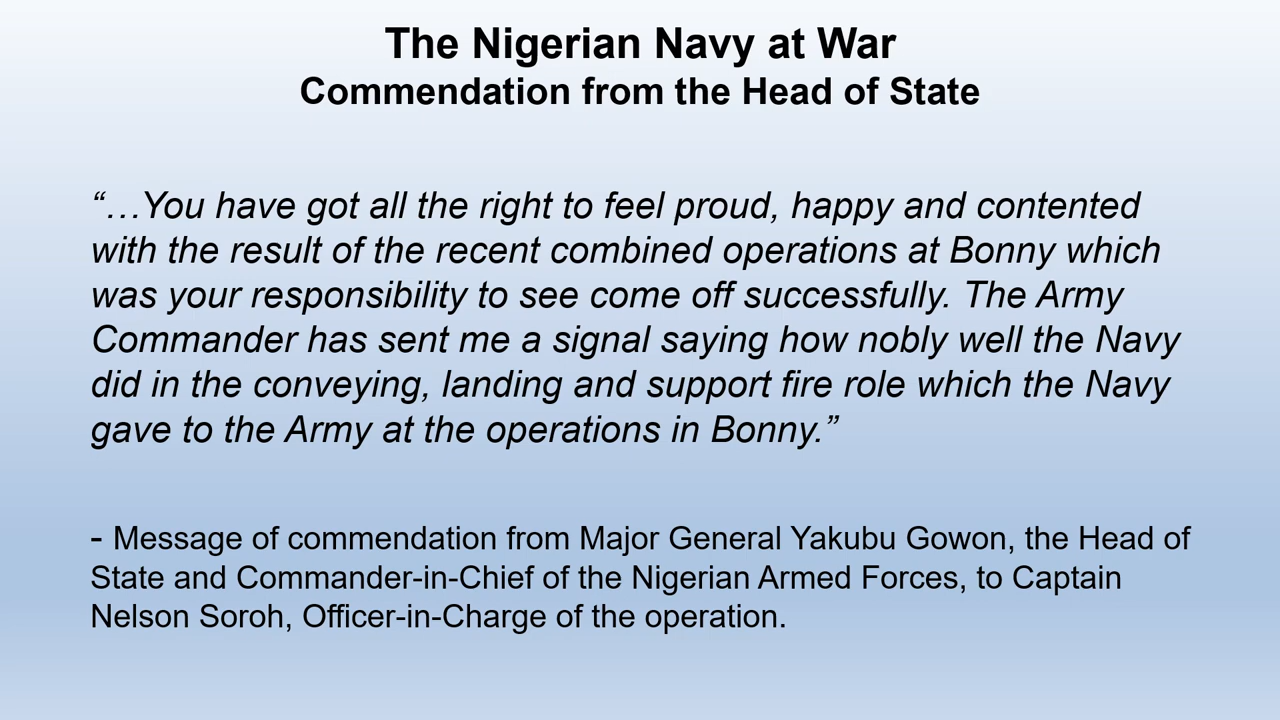 The Nigerian Navy at War
Commendation from the Head of State
“…You have got all the right to feel proud, happy and contented
with the result of the recent combined operations at Bonny which
was your responsibility to see come off successfully. The Army
Commander has sent me a signal saying how nobly well the Navy
did in the conveying, landing and support fire role which the Navy
gave to the Army at the operations in Bonny.”
- Message of commendation from Major General Yakubu Gowon, the Head of
State and Commander-in-Chief of the Nigerian Armed Forces, to Captain
Nelson Soroh, Officer-in-Charge of the operation.